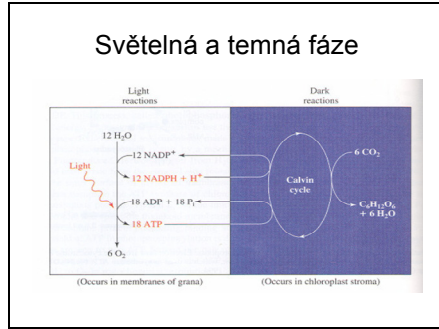 Světelná a temná fáze
Light
reactions
Dark
reactions
12 H₂O
Light
12 NADP⁺
12 NADPH + H⁺
18 ADP + 18 Pᵢ
18 ATP
6 O₂
Calvin
cycle
6 CO₂
C₆H₁₂O₆
+ 6 H₂O
(Occurs in membranes of grana)
(Occurs in chloroplast stroma)